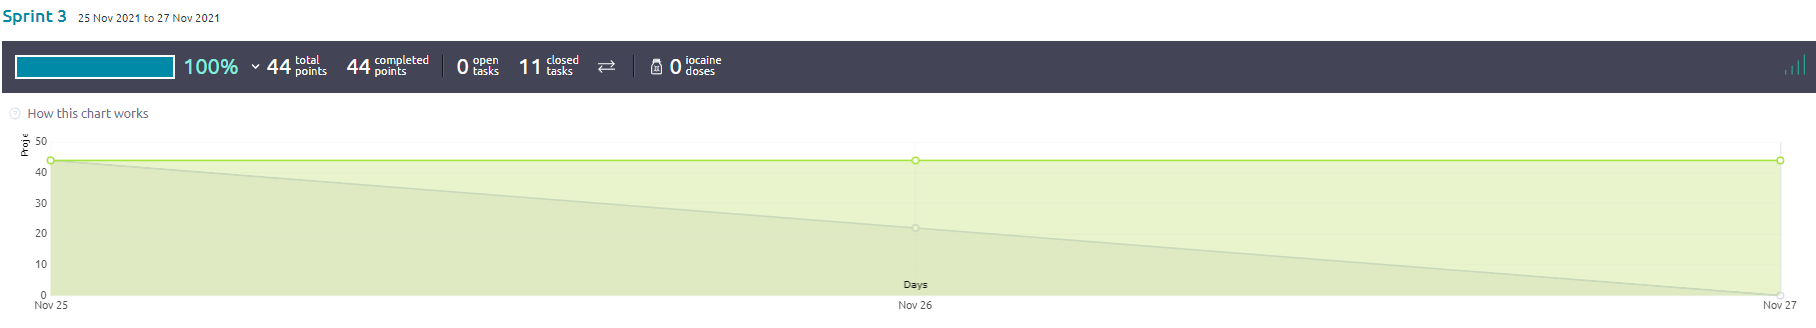 Sprint 3 25 Nov 2021 to 27 Nov 2021
100% 44 total points 44 completed points 0 open tasks 11 closed tasks 0 iocaine doses
How this chart works
Proje
50
40
30
20
10
0
Days
Nov 25 Nov 26 Nov 27